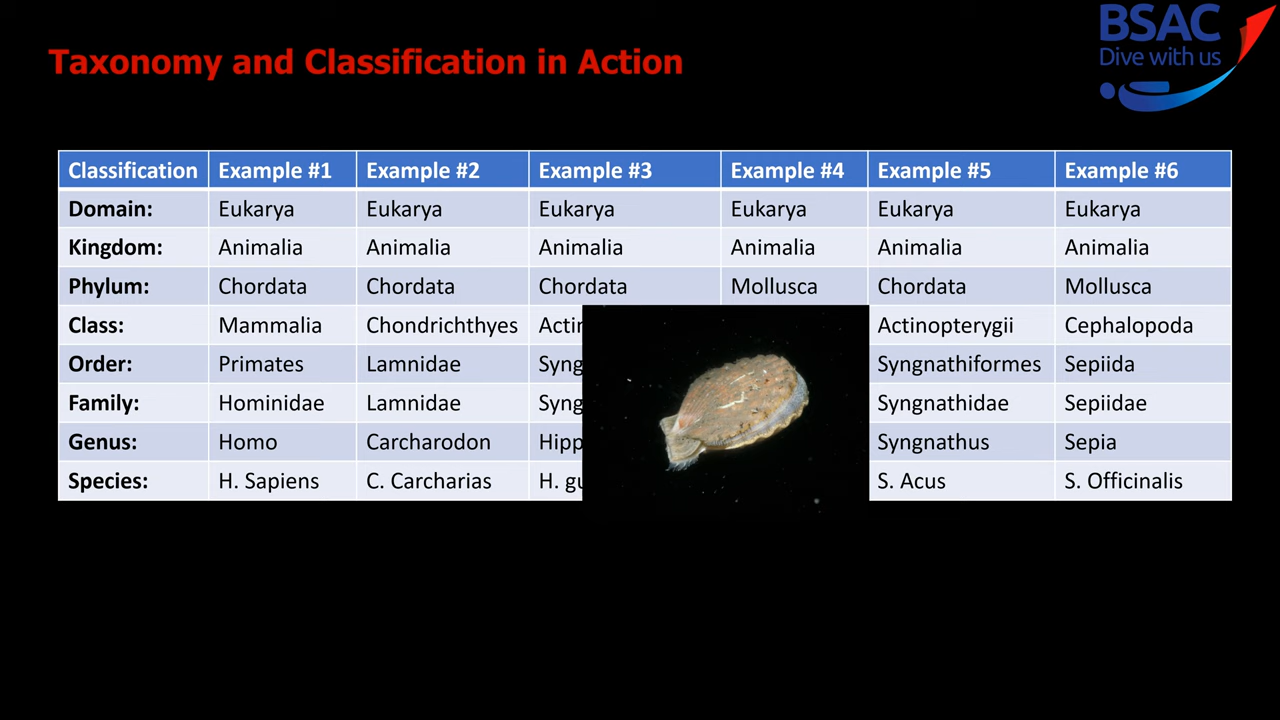 Taxonomy and Classification in Action
BSAC
Dive with us
Classification Example #1 Example #2 Example #3 Example #4 Example #5 Example #6
Domain: Eukarya Eukarya Eukarya Eukarya Eukarya Eukarya
Kingdom: Animalia Animalia Animalia Animalia Animalia Animalia
Phylum: Chordata Chordata Chordata Mollusca Chordata Mollusca
Class: Mammalia Chondrichthyes Actinopterygii Cephalopoda
Order: Primates Lamnidae Syng Syngnathiformes Sepiida
Family: Hominidae Lamnidae Syng Syngnathidae Sepiidae
Genus: Homo Carcharodon Hipp Syngnathus Sepia
Species: H. Sapiens C. Carcharias H. S. Acus S. Officinalis